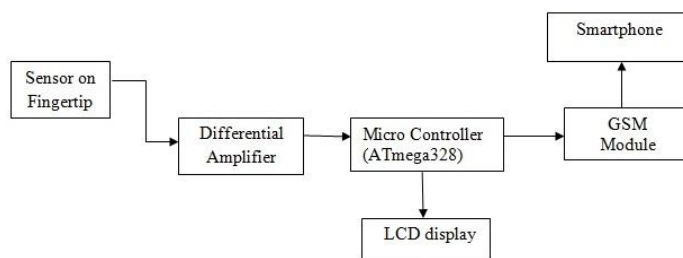 Smartphone
Sensor on
Fingertip
Differential
Amplifier
Micro Controller
(ATmega328)
GSM
Module
LCD display